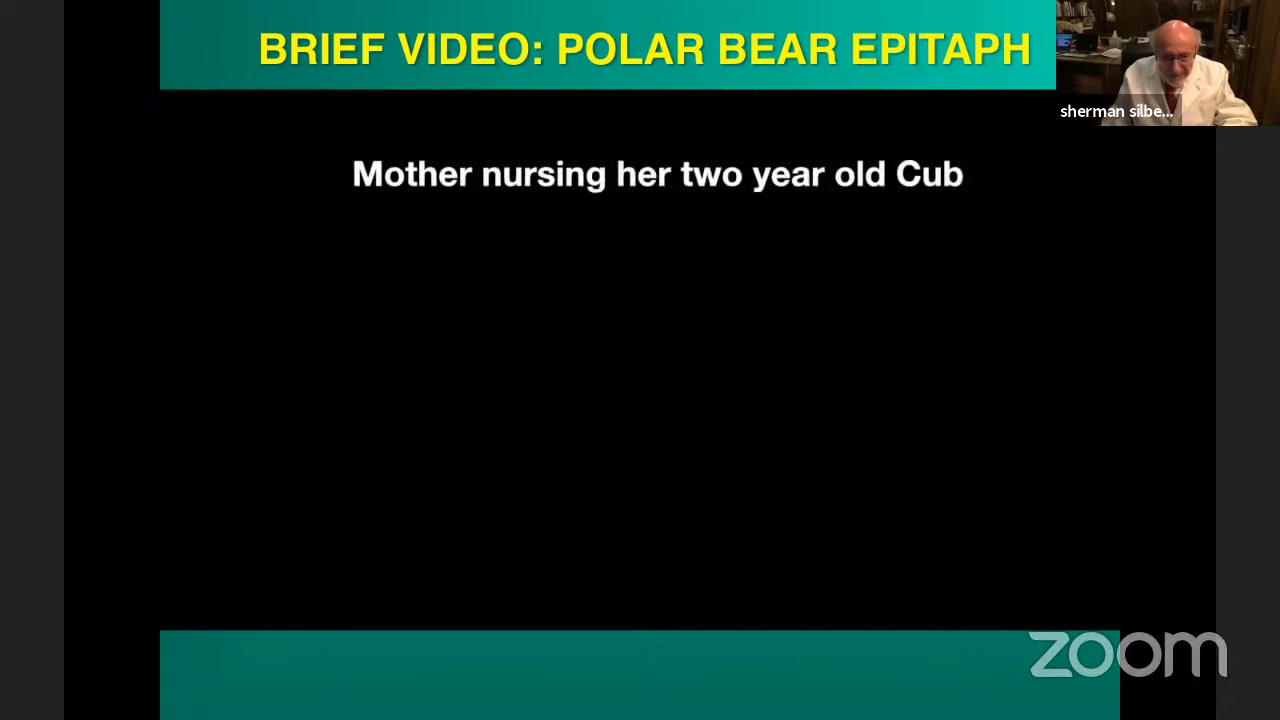 BRIEF VIDEO: POLAR BEAR EPITAPH
sherman silbe...
Mother nursing her two year old Cub
zoom